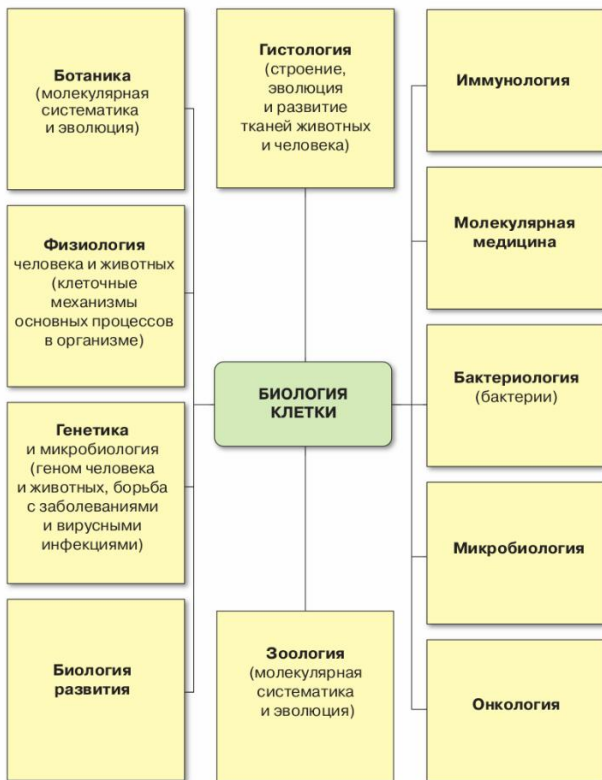 Ботаника
(молекулярная
систематика
и эволюция)
Физиология
человека и животных
(клеточные
механизмы
основных процессов
в организме)
Генетика
и микробиология
(геном человека
и животных, борьба
с заболеваниями
и вирусными
инфекциями)
Биология
развития
Гистология
(строение,
эволюция
и развитие
тканей животных
и человека)
БИОЛОГИЯ
КЛЕТКИ
Зоология
(молекулярная
систематика
и эволюция)
Иммунология
Молекулярная
медицина
Бактериология
(бактерии)
Микробиология
Онкология